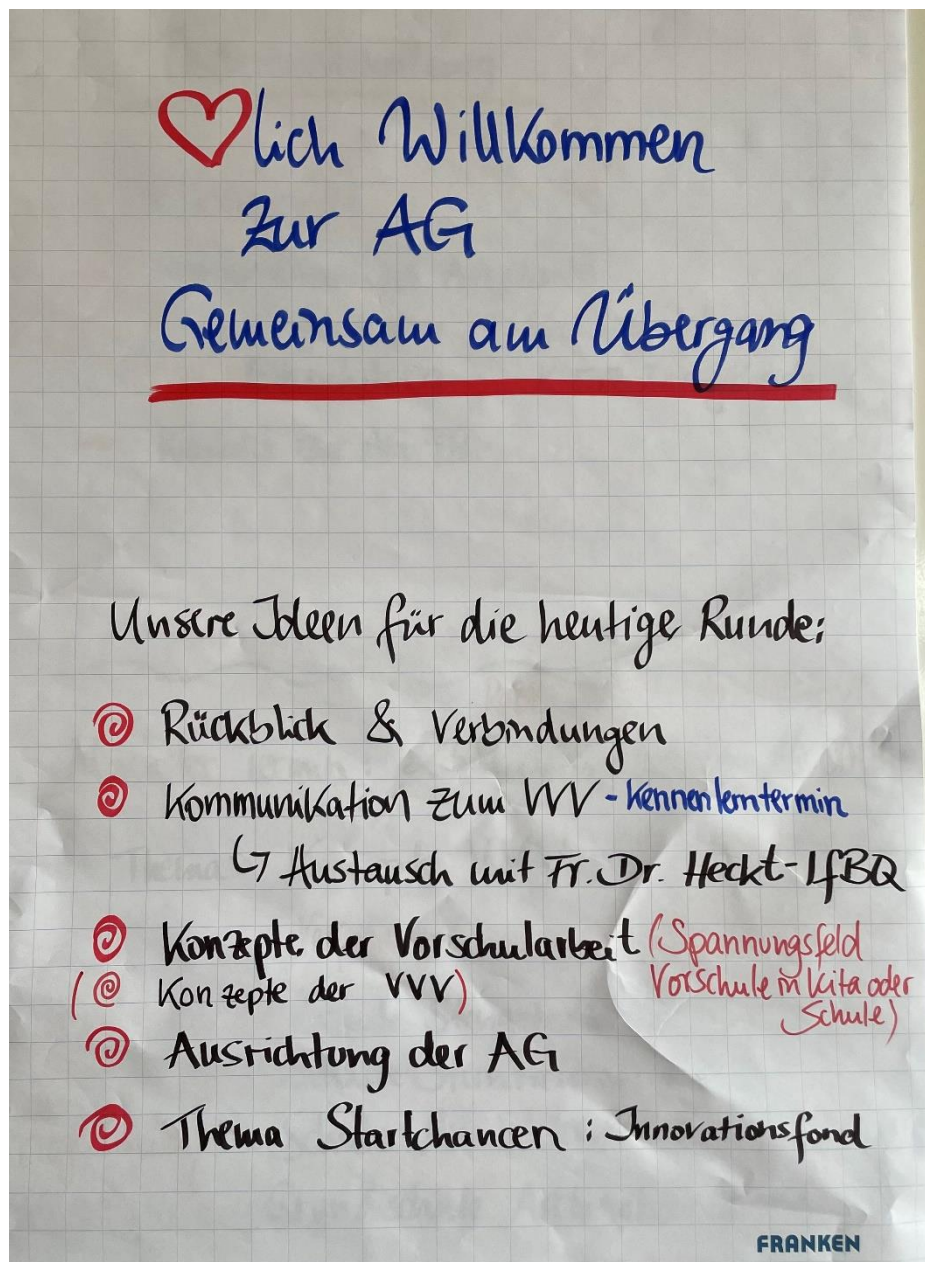 ♡lich Willkommen
zur AG
Gemeinsam am Übergang
Unsere Ideen für die heutige Runde:
Rückblick & Verbindungen
Kommunikation zum VVV - Kennenlerntermin
↳ Austausch mit Fr. Dr. Heckt - LfBQ
Konzepte der Vorschularbeit (Spannungsfeld
Vorschule in Kita oder
Schule)
(@ Konzepte der VVV)
Ausrichtung der AG
Thema Startchancen : Innovationsfond
FRANKEN